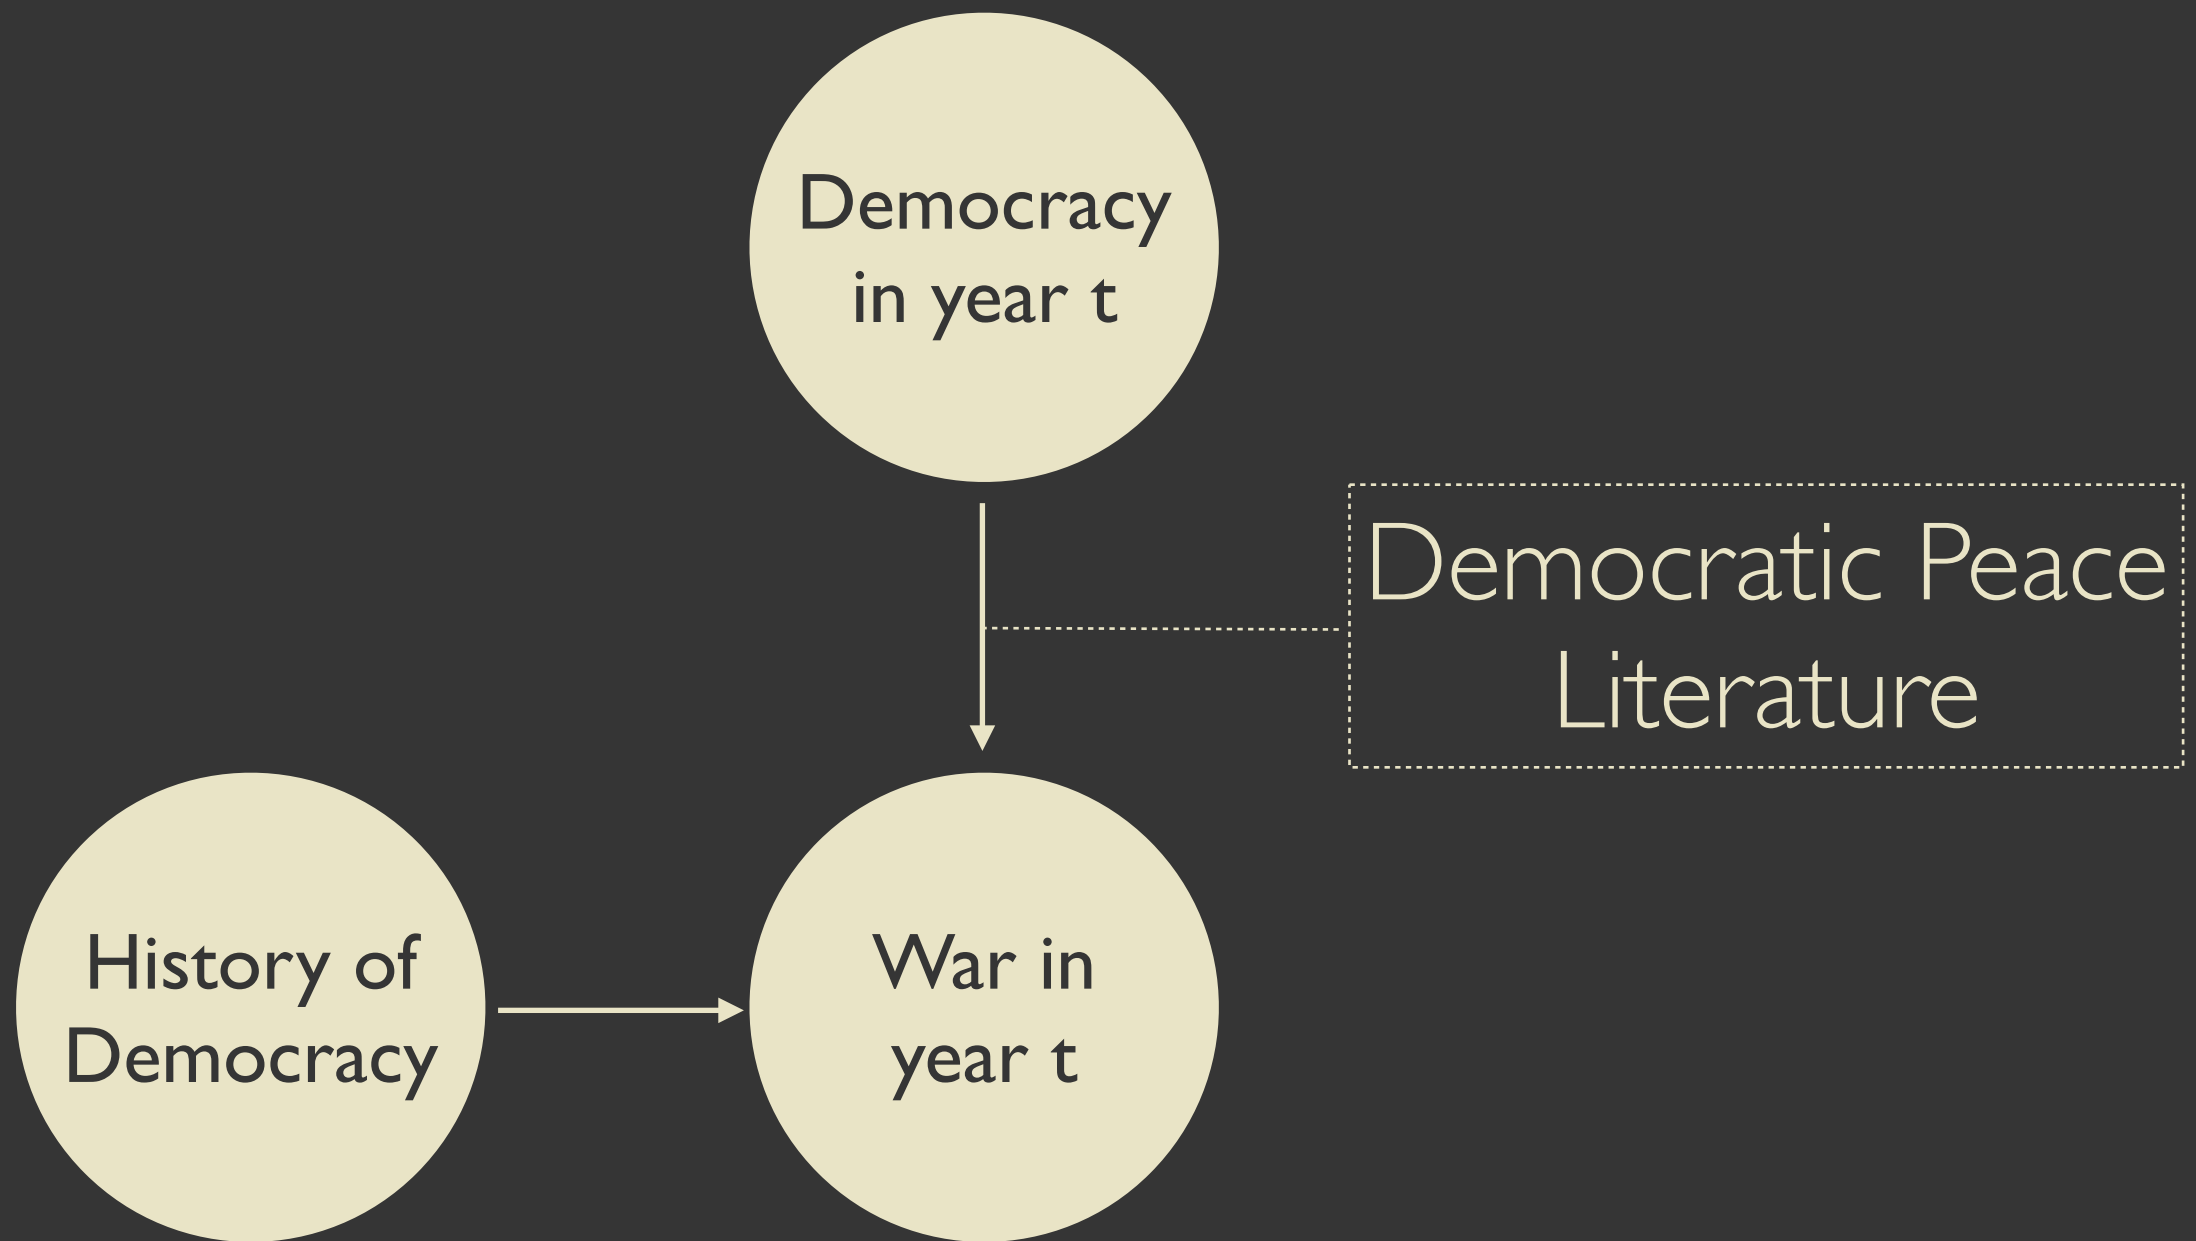 Democracy
in year t
Democratic Peace
Literature
History of
Democracy
War in
year t